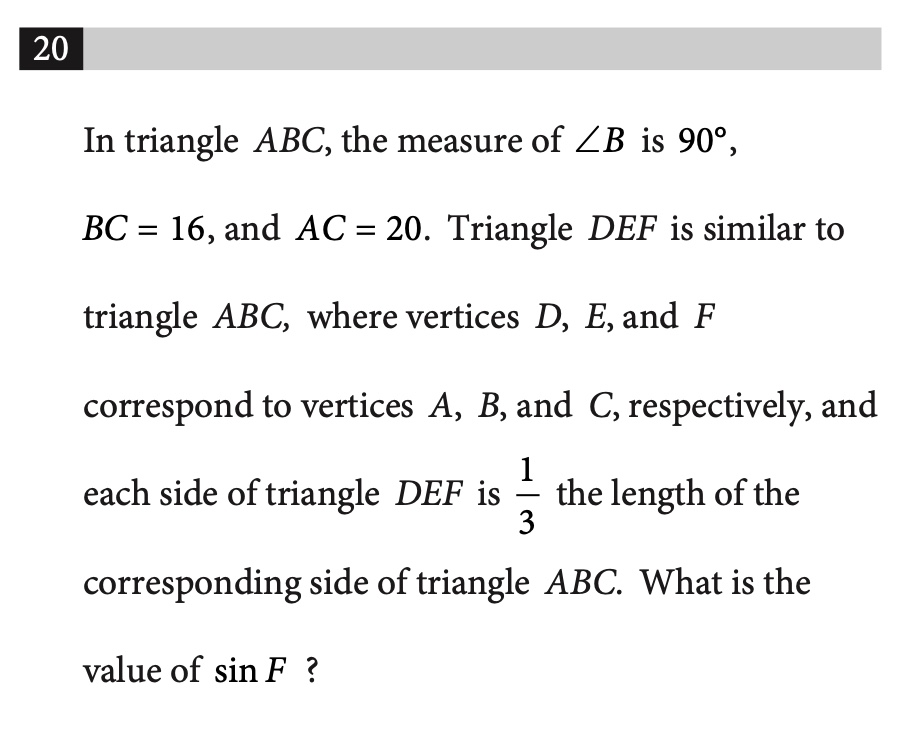 20
In triangle ABC, the measure of ∠B is 90°,
BC = 16, and AC = 20. Triangle DEF is similar to
triangle ABC, where vertices D, E, and F
correspond to vertices A, B, and C, respectively, and
each side of triangle DEF is 1/3 the length of the
corresponding side of triangle ABC. What is the
value of sin F ?